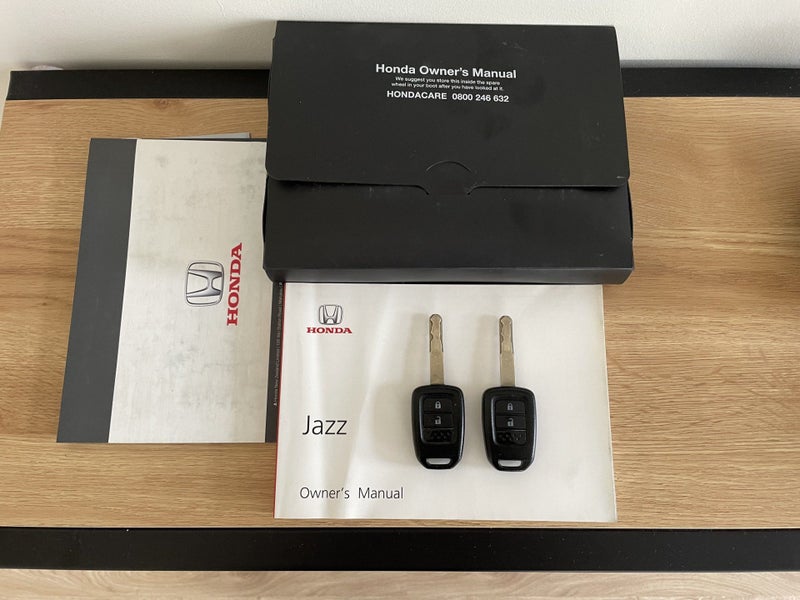 Honda Owner's Manual
We suggest you store this inside the spare
wheel in your boot after you have looked at it.
HONDACARE 0800 246 632
HONDA
HONDA
Jazz
Owner's Manual